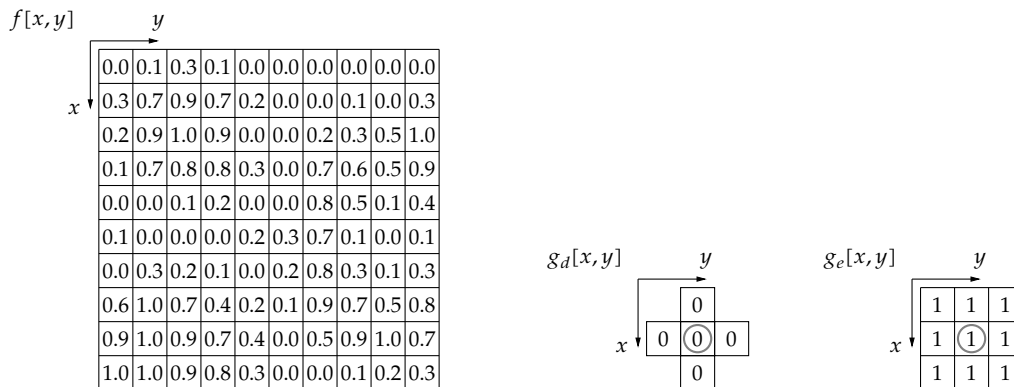 f[x,y] y
x
0.0 0.1 0.3 0.1 0.0 0.0 0.0 0.0 0.0 0.0
0.3 0.7 0.9 0.7 0.2 0.0 0.0 0.1 0.0 0.3
0.2 0.9 1.0 0.9 0.0 0.0 0.2 0.3 0.5 1.0
0.1 0.7 0.8 0.8 0.3 0.0 0.7 0.6 0.5 0.9
0.0 0.0 0.1 0.2 0.0 0.0 0.8 0.5 0.1 0.4
0.1 0.0 0.0 0.0 0.2 0.3 0.7 0.1 0.0 0.1
0.0 0.3 0.2 0.1 0.0 0.2 0.8 0.3 0.1 0.3
0.6 1.0 0.7 0.4 0.2 0.1 0.9 0.7 0.5 0.8
0.9 1.0 0.9 0.7 0.4 0.0 0.5 0.9 1.0 0.7
1.0 1.0 0.9 0.8 0.3 0.0 0.0 0.1 0.2 0.3
g_d[x,y] y
x
0
0 0 0
0
g_e[x,y] y
x
1 1 1
1 1 1
1 1 1